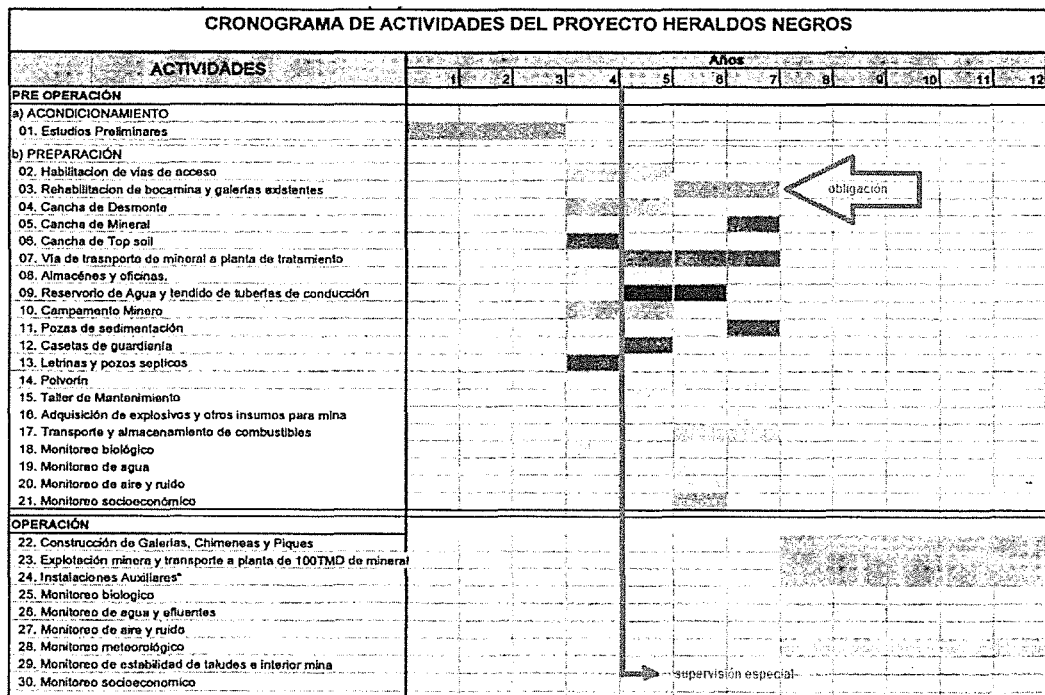 CRONOGRAMA DE ACTIVIDADES DEL PROYECTO HERALDOS NEGROS
ACTIVIDADES
Años
1 2 3 4 5 6 7 8 9 10 11 12
PRE OPERACIÓN
a) ACONDICIONAMIENTO
01. Estudios Preliminares
b) PREPARACIÓN
02. Habilitacion de vias de acceso
03. Rehabilitacion de bocamina y galerias existentes
obligación
04. Cancha de Desmonte
05. Cancha de Mineral
06. Cancha de Top soil
07. Via de trasnporte de mineral a planta de tratamiento
08. Almacénes y oficinas.
09. Reservorio de Agua y tendido de tuberías de conducción
10. Campamento Minero
11. Pozas de sedimentación
12. Casetas de guardianía
13. Letrinas y pozos septicos
14. Polvorín
15. Taller de Mantenimiento
16. Adquisición de explosivos y otros insumos para mina
17. Transporte y almacenamiento de combustibles
18. Monitoreo biológico
19. Monitoreo de agua
20. Monitoreo de aire y ruido
21. Monitoreo socioeconómico
OPERACIÓN
22. Construcción de Galerías, Chimeneas y Piques
23. Explotación minera y transporte a planta de 100TMD de mineral
24. Instalaciones Auxiliares*
25. Monitoreo biologico
26. Monitoreo de agua y efluentes
27. Monitoreo de aire y ruido
28. Monitoreo meteorológico
29. Monitoreo de estabilidad de taludes e interior mina
supervisión especial
30. Monitoreo socioeconomico